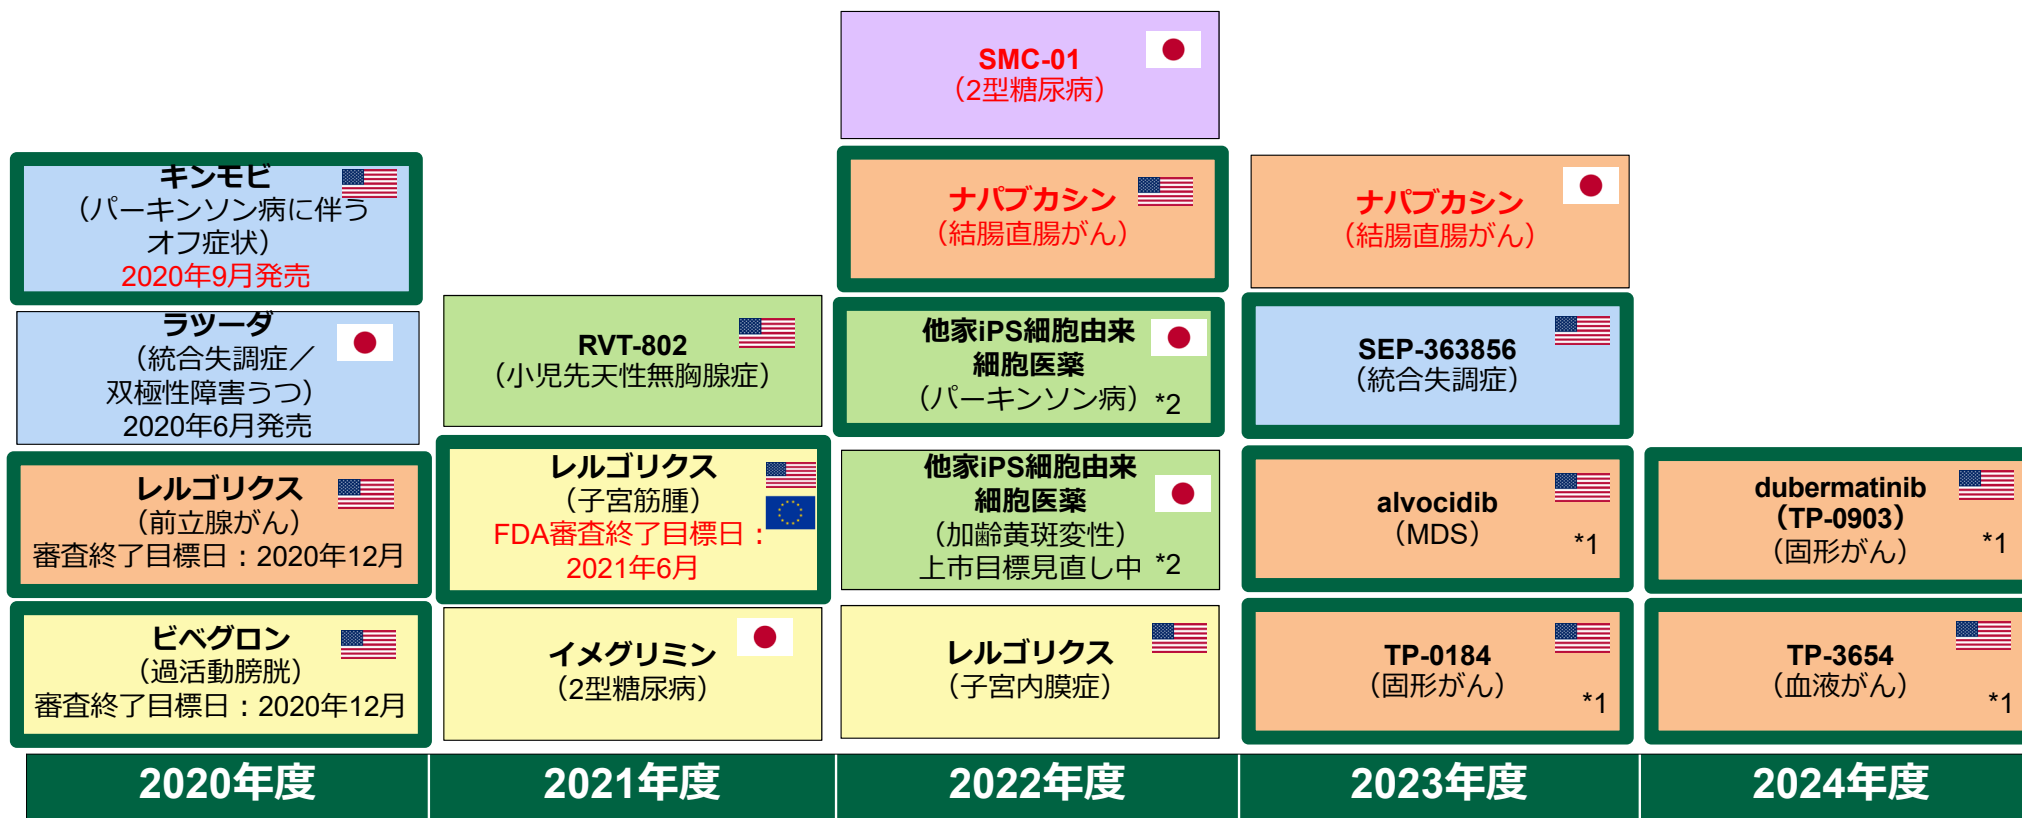 SMC-01
（2型糖尿病）
キンモビ
（パーキンソン病に伴う
オフ症状）
2020年9月発売
ラツーダ
（統合失調症／
双極性障害うつ）
2020年6月発売
レルゴリクス
（前立腺がん）
審査終了目標日：2020年12月
ビベグロン
（過活動膀胱）
審査終了目標日：2020年12月
RVT-802
（小児先天性無胸腺症）
レルゴリクス
（子宮筋腫）
FDA審査終了目標日：
2021年6月
イメグリミン
（2型糖尿病）
ナパブカシン
（結腸直腸がん）
他家iPS細胞由来
細胞医薬
（パーキンソン病） *2
他家iPS細胞由来
細胞医薬
（加齢黄斑変性）
上市目標見直し中 *2
レルゴリクス
（子宮内膜症）
ナパブカシン
（結腸直腸がん）
SEP-363856
（統合失調症）
alvocidib
（MDS） *1
TP-0184
（固形がん）
*1
dubermatinib
（TP-0903）
（固形がん） *1
TP-3654
（血液がん）
*1
2020年度 2021年度 2022年度 2023年度 2024年度